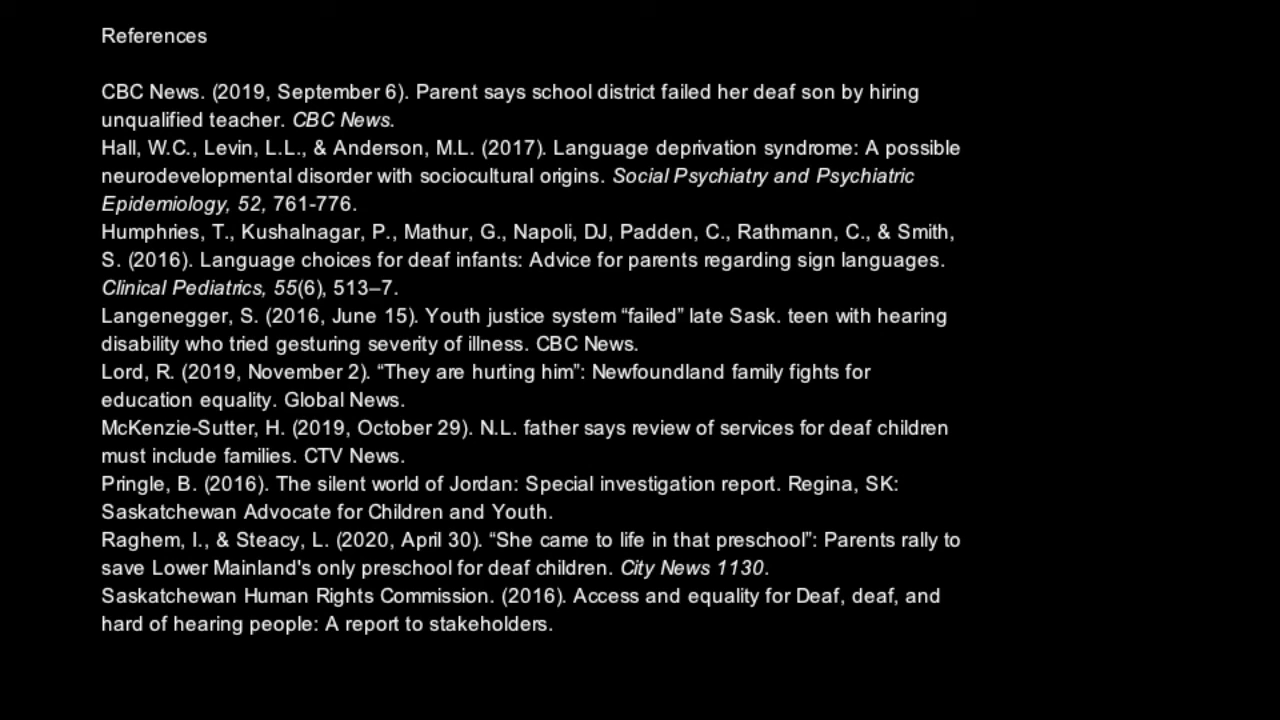 References
CBC News. (2019, September 6). Parent says school district failed her deaf son by hiring
unqualified teacher. CBC News.
Hall, W.C., Levin, L.L., & Anderson, M.L. (2017). Language deprivation syndrome: A possible
neurodevelopmental disorder with sociocultural origins. Social Psychiatry and Psychiatric
Epidemiology, 52, 761-776.
Humphries, T., Kushalnagar, P., Mathur, G., Napoli, DJ, Padden, C., Rathmann, C., & Smith,
S. (2016). Language choices for deaf infants: Advice for parents regarding sign languages.
Clinical Pediatrics, 55(6), 513–7.
Langenegger, S. (2016, June 15). Youth justice system “failed” late Sask. teen with hearing
disability who tried gesturing severity of illness. CBC News.
Lord, R. (2019, November 2). “They are hurting him”: Newfoundland family fights for
education equality. Global News.
McKenzie-Sutter, H. (2019, October 29). N.L. father says review of services for deaf children
must include families. CTV News.
Pringle, B. (2016). The silent world of Jordan: Special investigation report. Regina, SK:
Saskatchewan Advocate for Children and Youth.
Raghem, I., & Steacy, L. (2020, April 30). “She came to life in that preschool”: Parents rally to
save Lower Mainland's only preschool for deaf children. City News 1130.
Saskatchewan Human Rights Commission. (2016). Access and equality for Deaf, deaf, and
hard of hearing people: A report to stakeholders.